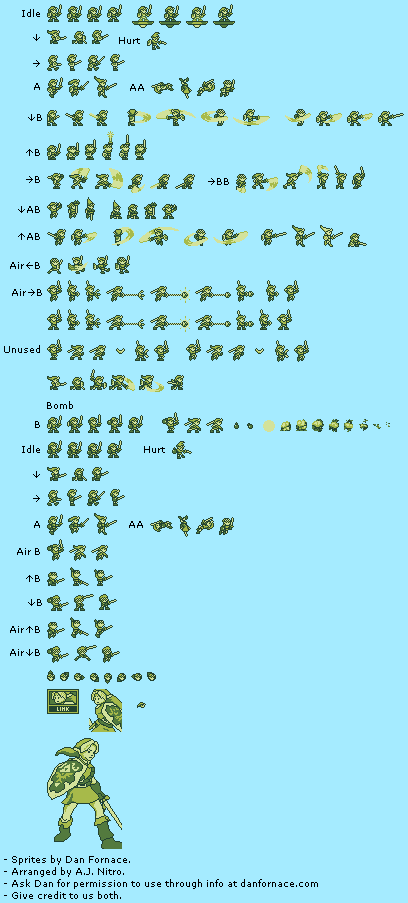 Idle
↓
Hurt
→
A
AA
↓B
↑B
→B
→BB
↓AB
↑AB
Air←B
Air→B
Unused
Bomb
B
Idle
Hurt
↓
→
A
AA
Air B
↑B
↓B
Air↑B
Air↓B
LINK
- Sprites by Dan Fornace.
- Arranged by A.J. Nitro.
- Ask Dan for permission to use through info at danfornace.com
- Give credit to us both.